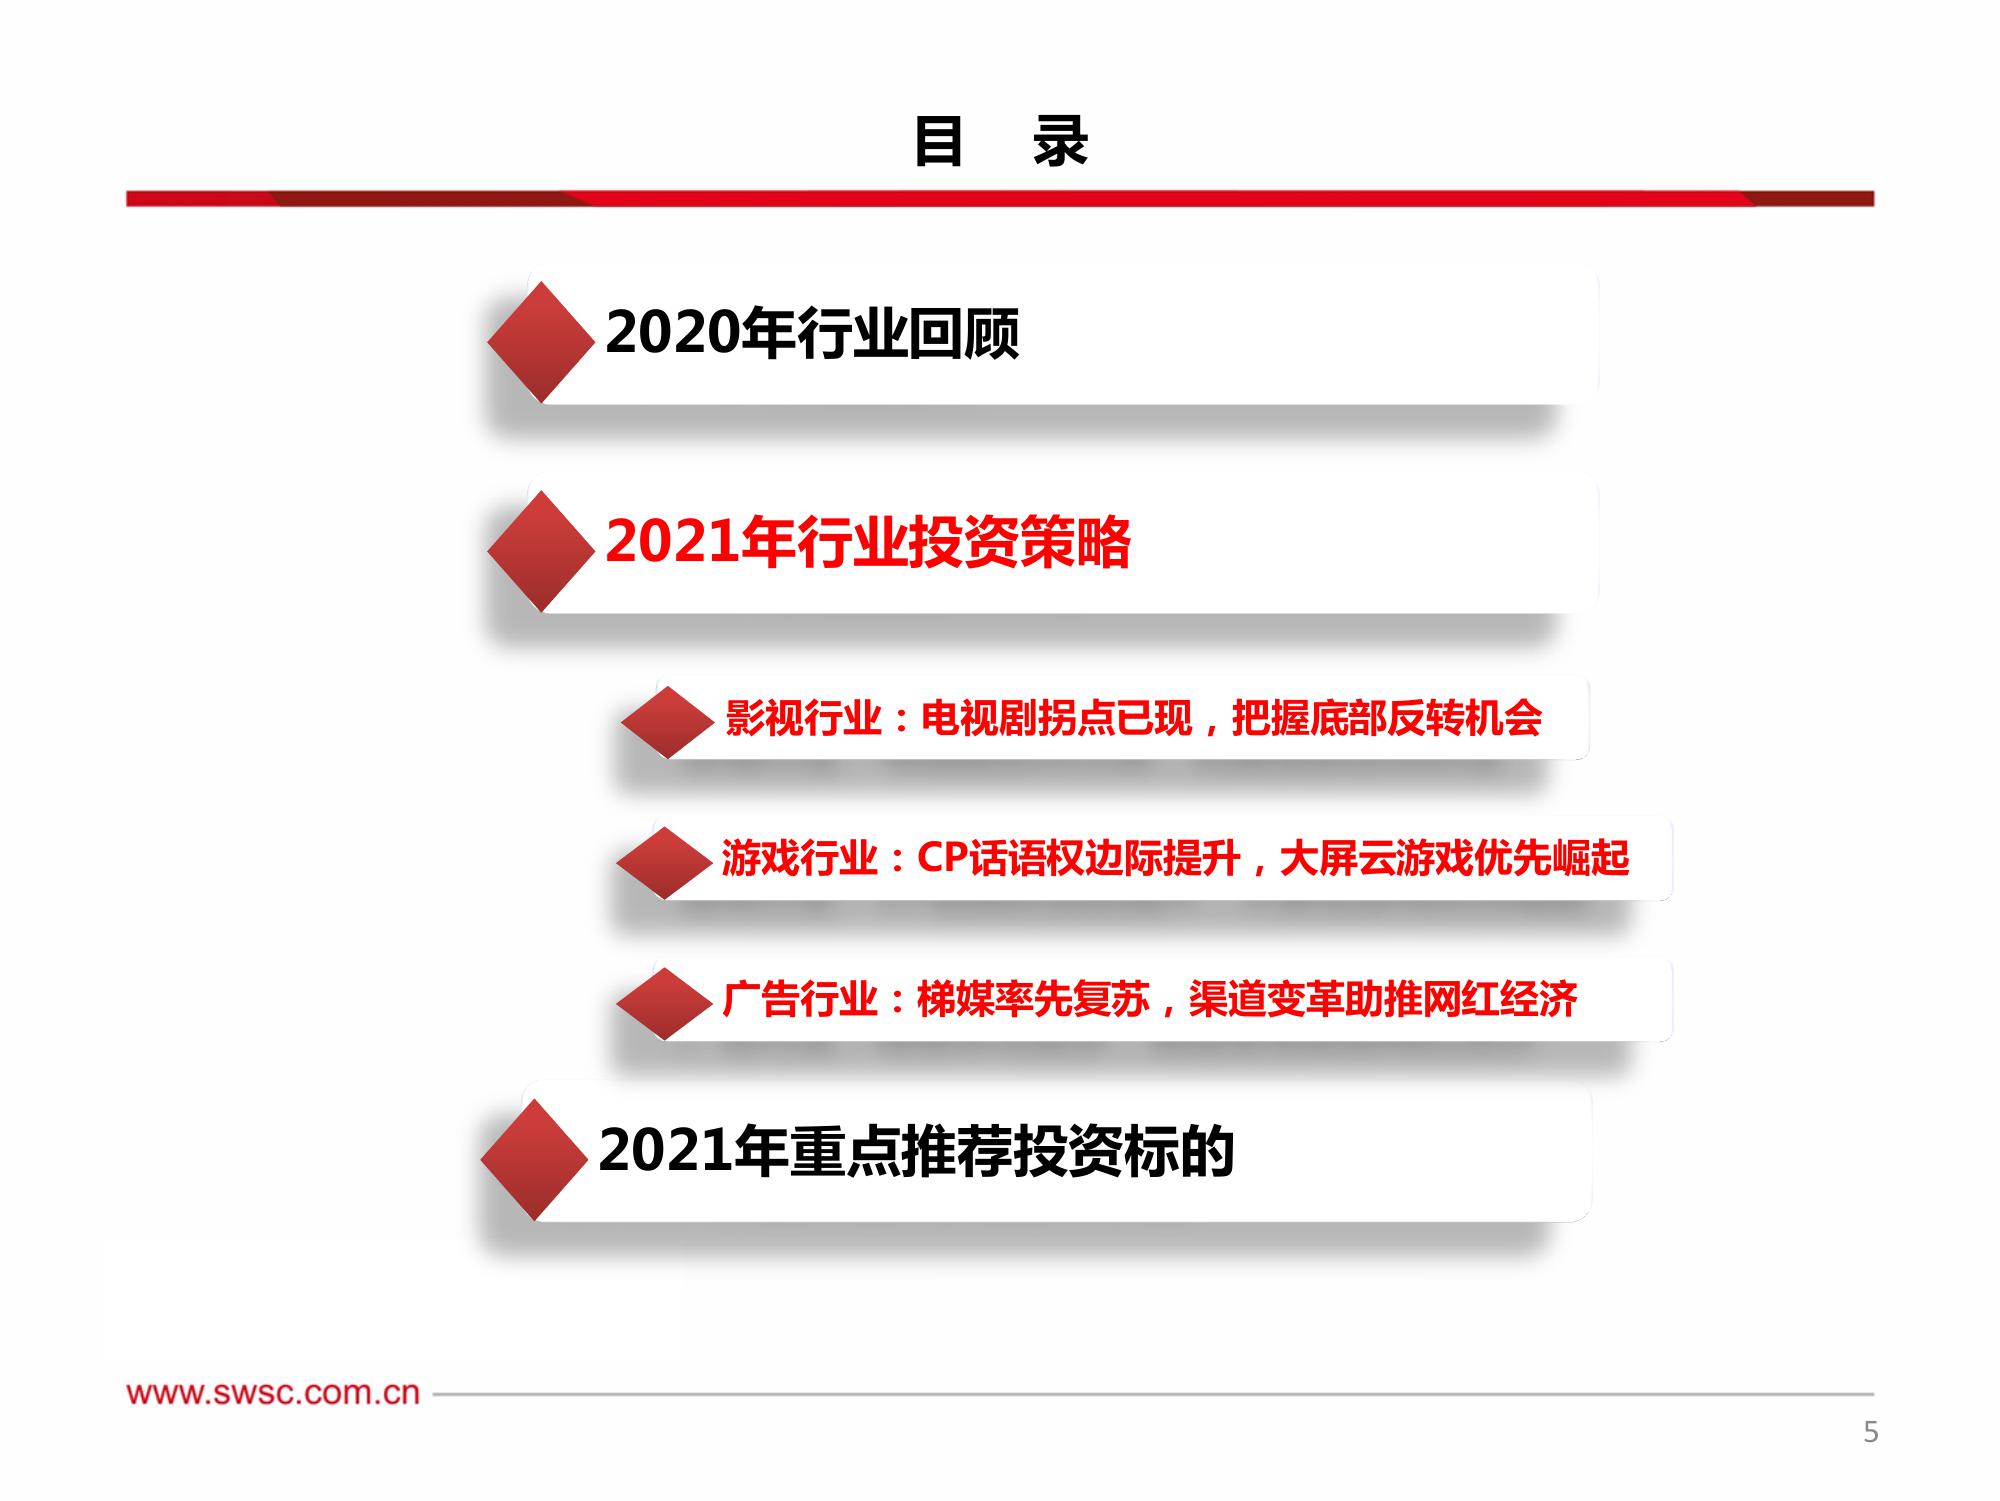 目 录
2020年行业回顾
2021年行业投资策略
影视行业：电视剧拐点已现，把握底部反转机会
游戏行业：CP话语权边际提升，大屏云游戏优先崛起
广告行业：梯媒率先复苏，渠道变革助推网红经济
2021年重点推荐投资标的
www.swsc.com.cn
5